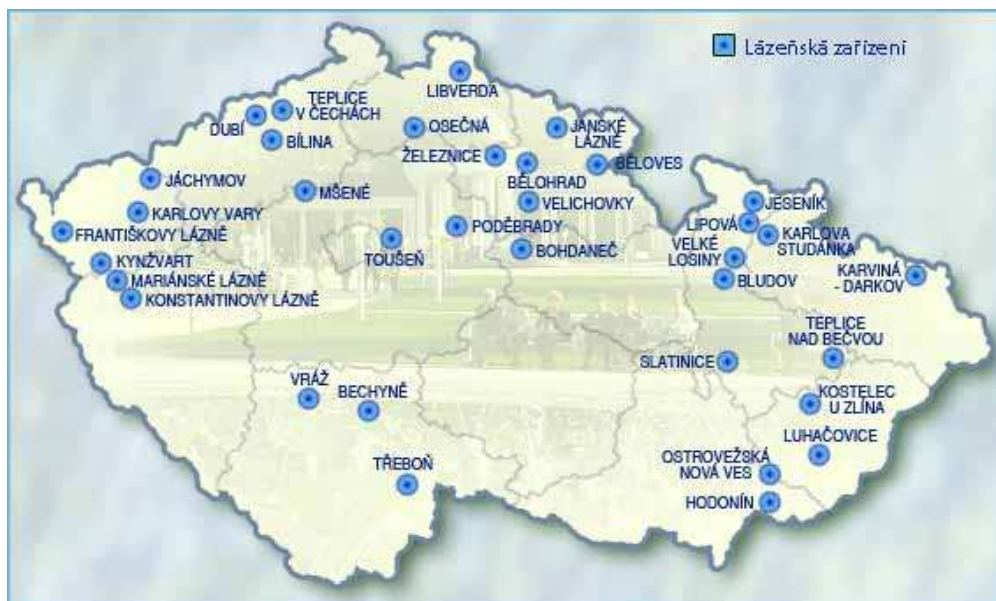 Lázeňská zařízení
LIBVERDA
TEPLICE
V ČECHÁCH
DUBÍ
BÍLINA
OSEČNÁ
JANSKÉ
LÁZNĚ
ŽELEZNICE
BĚLOVES
BĚLOHRAD
JÁCHYMOV
MŠENÉ
VELICHOVKY
JESENÍK
KARLOVY VARY
LIPOVÁ
KARLOVA
STUDÁNKA
FRANTIŠKOVY LÁZNĚ
PODĚBRADY
TOUŠEŇ
BOHDANEČ
VELKÉ
LOSINY
KYNŽVART
MARIÁNSKÉ LÁZNĚ
BLUDOV
KARVINÁ
- DARKOV
KONSTANTINOVY LÁZNĚ
TEPLICE
NAD BEČVOU
SLATINICE
VRÁŽ
BECHYNĚ
KOSTELEC
U ZLÍNA
LUHAČOVICE
TŘEBOŇ
OSTROVEŽSKÁ
NOVÁ VES
HODONÍN